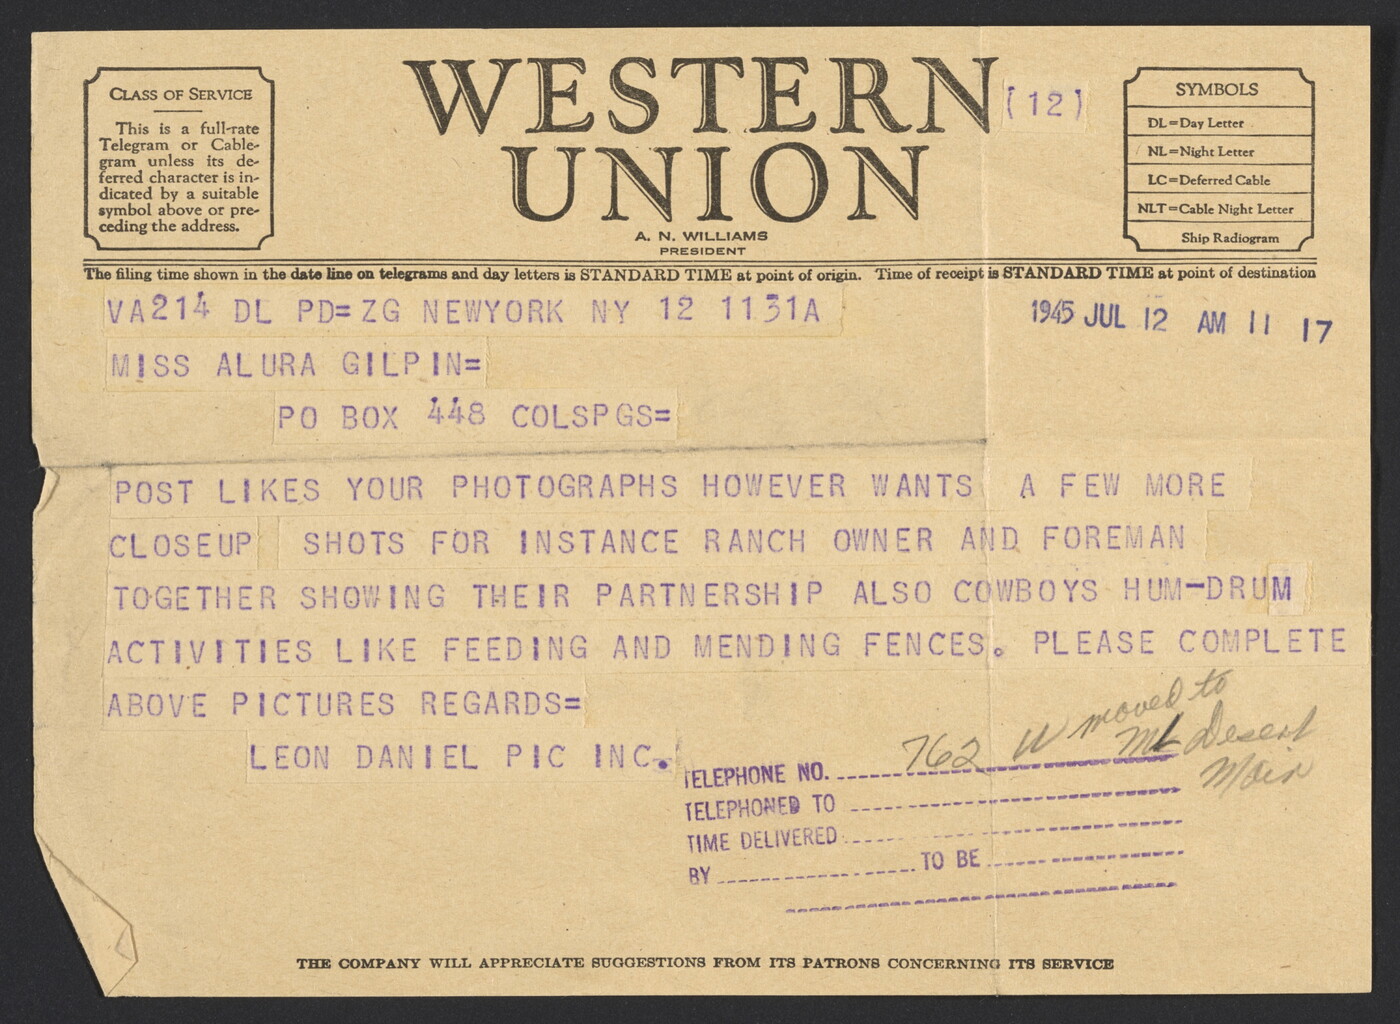 CLASS OF SERVICE
This is a full-rate
Telegram or Cable-
gram unless its de-
ferred character is in-
dicated by a suitable
symbol above or pre-
ceding the address.
WESTERN
UNION
(12)
A. N. WILLIAMS
PRESIDENT
SYMBOLS
DL=Day Letter
NL=Night Letter
LC=Deferred Cable
NLT=Cable Night Letter
Ship Radiogram
The filing time shown in the date line on telegrams and day letters is STANDARD TIME at point of origin. Time of receipt is STANDARD TIME at point of destination
VA214 DL PD=ZG NEWYORK NY 12 1131A
1945 JUL 12 AM 11 17
MISS ALURA GILPIN=
PO BOX 448 COLSPGS=
POST LIKES YOUR PHOTOGRAPHS HOWEVER WANTS A FEW MORE
CLOSEUP SHOTS FOR INSTANCE RANCH OWNER AND FOREMAN
TOGETHER SHOWING THEIR PARTNERSHIP ALSO COWBOYS HUM-DRUM
ACTIVITIES LIKE FEEDING AND MENDING FENCES. PLEASE COMPLETE
ABOVE PICTURES REGARDS=
LEON DANIEL PIC INC.
TELEPHONE NO. 762 W moved to
Mt Desert
Main
TELEPHONED TO
TIME DELIVERED
BY TO BE
THE COMPANY WILL APPRECIATE SUGGESTIONS FROM ITS PATRONS CONCERNING ITS SERVICE